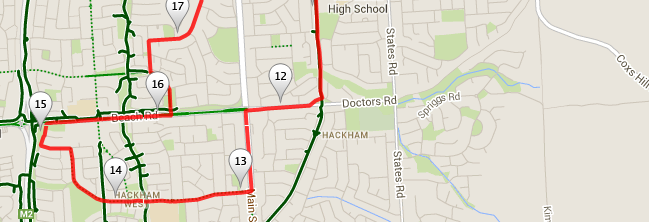 17
High School
States Rd
Coxs Hill
16
12
15
Beach Rd
Doctors Rd
Spriggs Rd
HACKHAM
14
13
HACKHAM
WEST
States Rd
Main S
M2